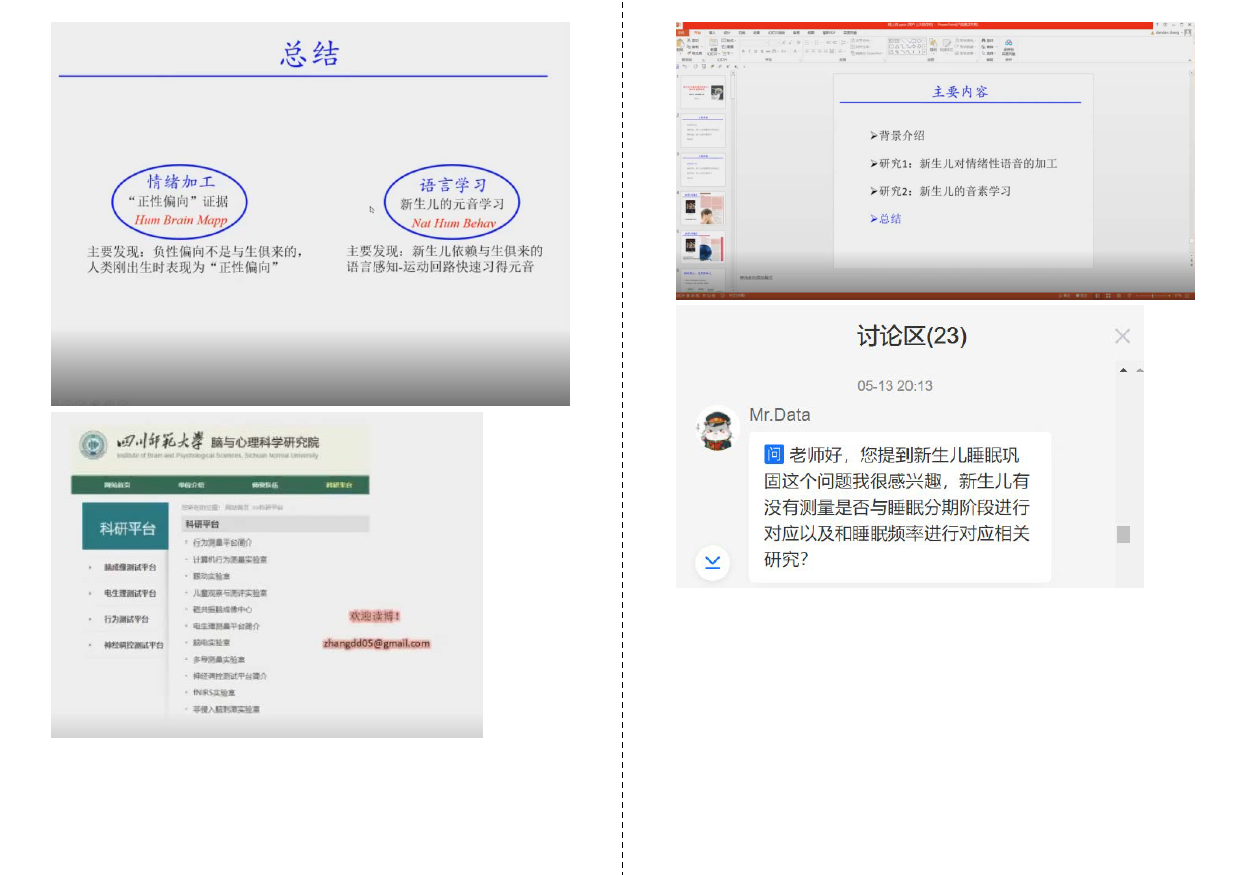 总结
情绪加工
“正性偏向”证据
Hum Brain Mapp
主要发现：负性偏向不是与生俱来的，
人类刚出生时表现为“正性偏向”
语言学习
新生儿的元音学习
Nat Hum Behav
主要发现：新生儿依赖与生俱来的
语言感知-运动回路快速习得元音
四川师范大学 脑与心理科学研究院
Institute of Brain and Psychological Sciences, Sichuan Normal University
网站首页 单位介绍 师资队伍 科研平台
科研平台
脑成像测试平台
电生理测试平台
行为测试平台
神经调控测试平台
科研平台
行为测量平台简介
计算机行为测量实验室
眼动实验室
儿童观察与测评实验室
磁共振脑成像中心
电生理测量平台简介
脑电实验室
多导测量实验室
神经调控测试平台简介
fNIRS实验室
非侵入脑刺激实验室
欢迎读博！
zhangdd05@gmail.com
主要内容
➢背景介绍
➢研究1：新生儿对情绪性语音的加工
➢研究2：新生儿的音素学习
➢总结
讨论区(23)
05-13 20:13
Mr.Data
问 老师好，您提到新生儿睡眠巩
固这个问题我很感兴趣，新生儿有
没有测量是否与睡眠分期阶段进行
对应以及和睡眠频率进行对应相关
研究？